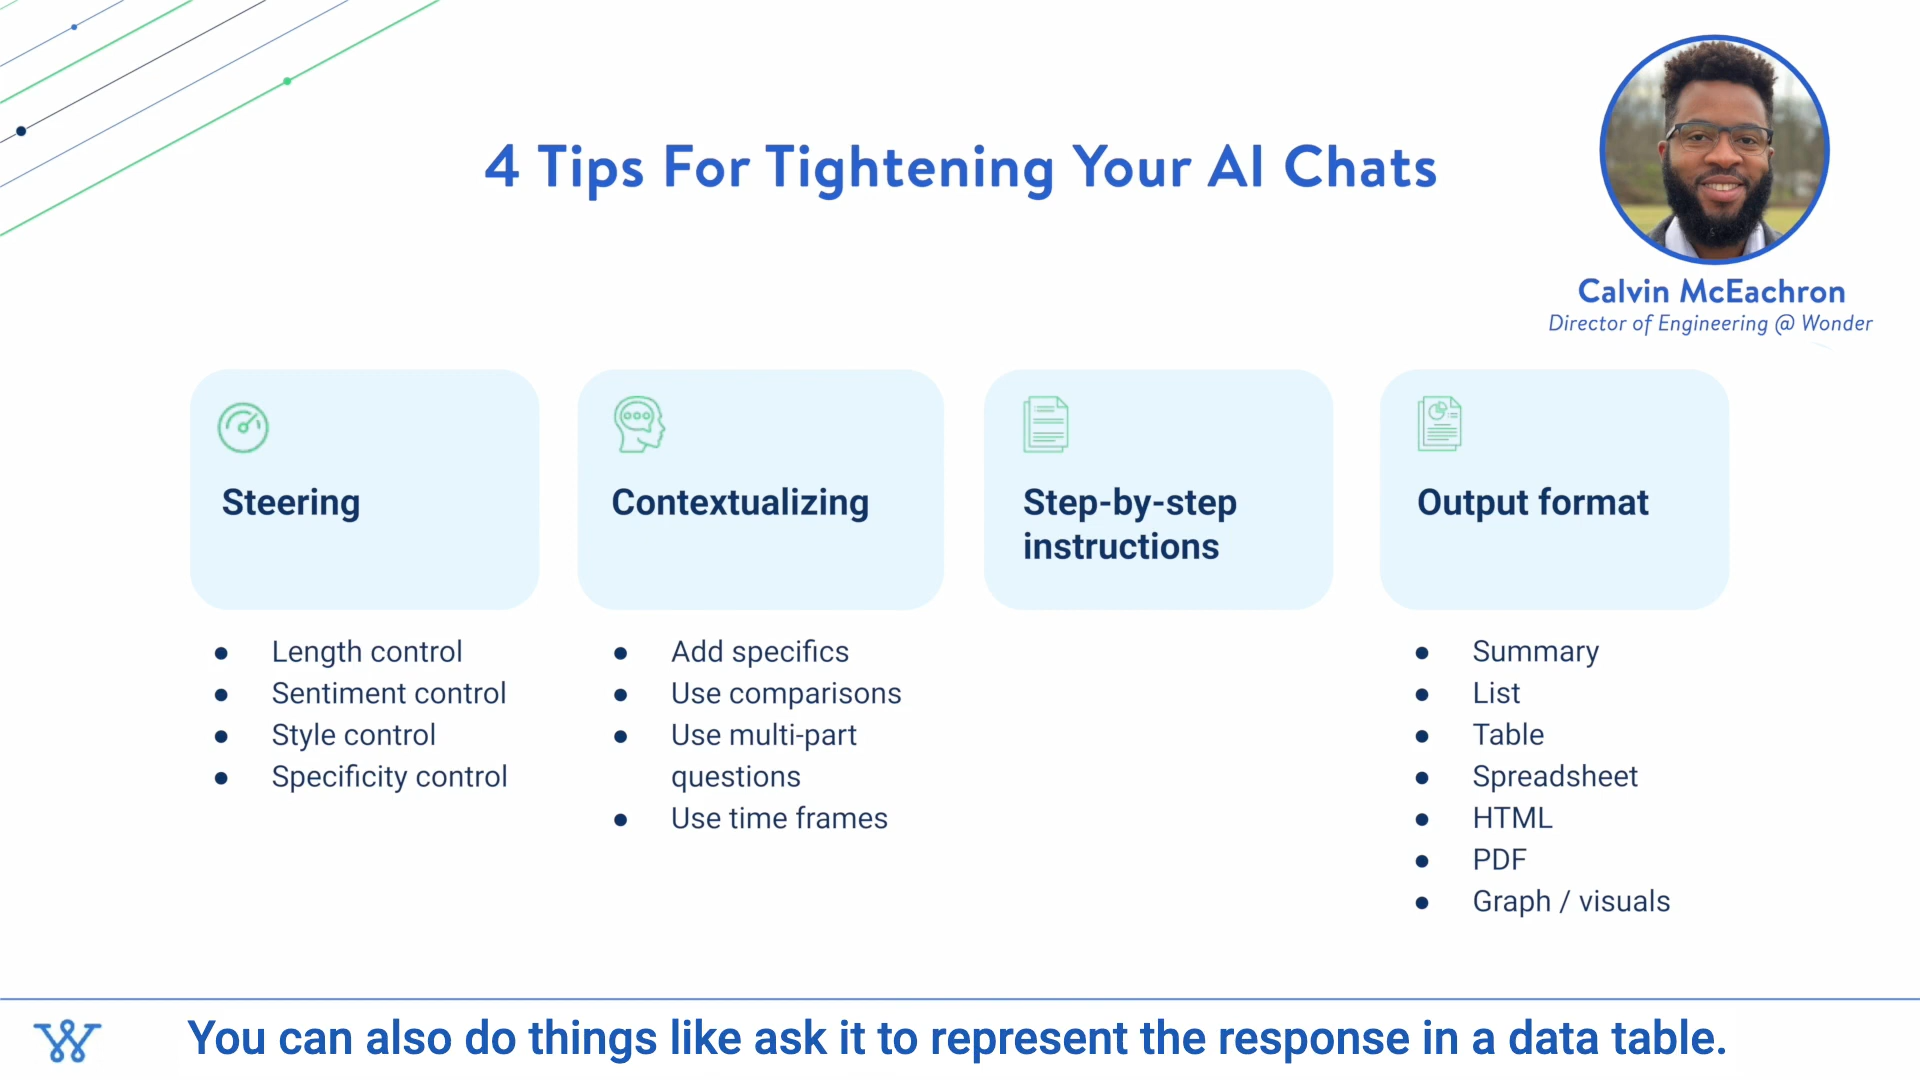 4 Tips For Tightening Your AI Chats
Calvin McEachron
Director of Engineering @ Wonder
Steering
Length control
Sentiment control
Style control
Specificity control
Contextualizing
Add specifics
Use comparisons
Use multi-part
questions
Use time frames
Step-by-step
instructions
Output format
Summary
List
Table
Spreadsheet
HTML
PDF
Graph / visuals
You can also do things like ask it to represent the response in a data table.